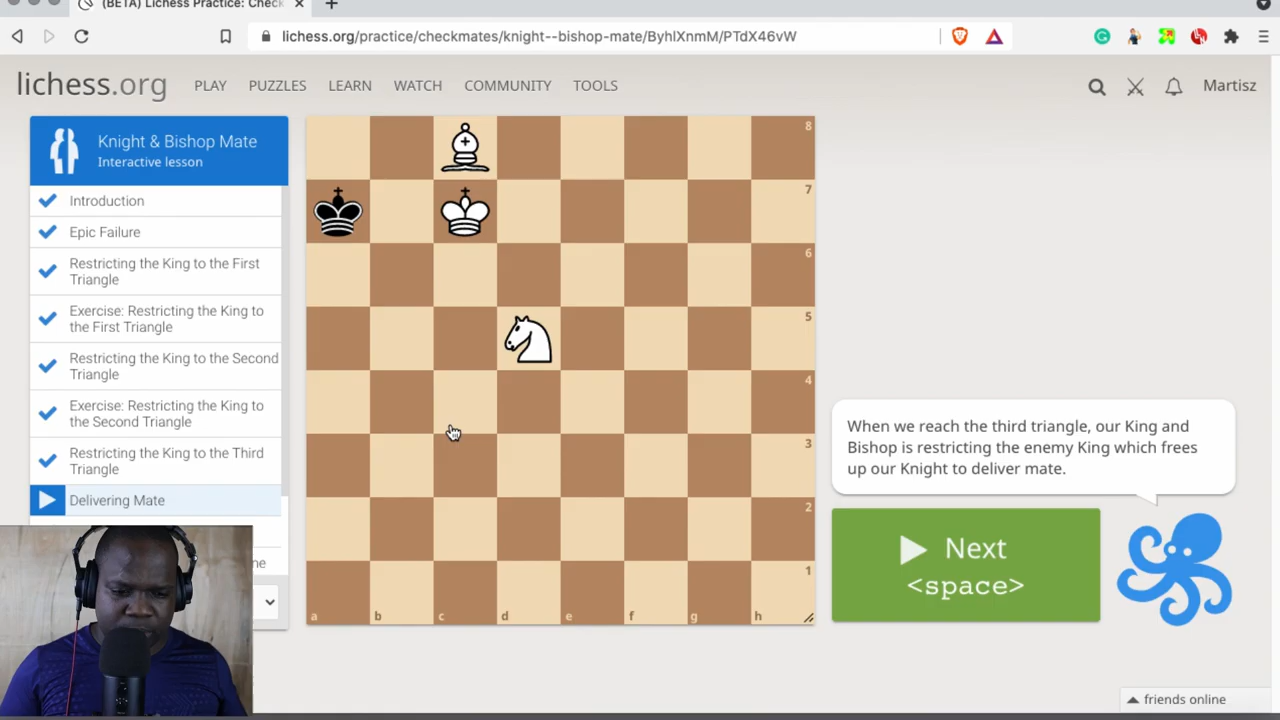 (BETA) Lichess Practice: Check
lichess.org/practice/checkmates/knight--bishop-mate/ByhlXnmM/PTdX46vW
lichess.org
PLAY
PUZZLES
LEARN
WATCH
COMMUNITY
TOOLS
Martisz
Knight & Bishop Mate
Interactive lesson
Introduction
Epic Failure
Restricting the King to the First
Triangle
Exercise: Restricting the King to
the First Triangle
Restricting the King to the Second
Triangle
Exercise: Restricting the King to
the Second Triangle
Restricting the King to the Third
Triangle
Delivering Mate
ne
8
7
6
5
4
3
2
1
a
b
c
d
e
f
g
h
When we reach the third triangle, our King and
Bishop is restricting the enemy King which frees
up our Knight to deliver mate.
Next
<space>
friends online